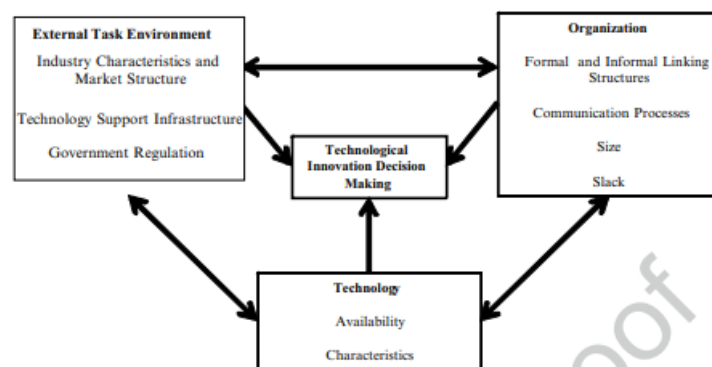 External Task Environment
Industry Characteristics and
Market Structure
Technology Support Infrastructure
Government Regulation
Organization
Formal and Informal Linking
Structures
Communication Processes
Size
Slack
Technological
Innovation Decision
Making
Technology
Availability
Characteristics
oof